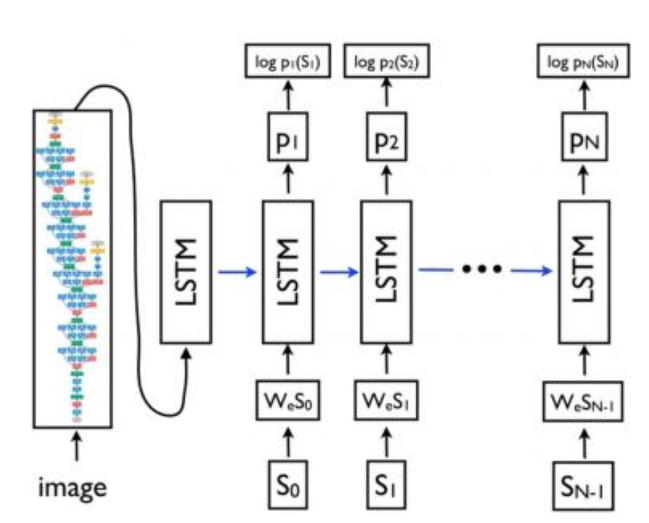 log p1(S1) log p2(S2) log pN(SN)
p1 p2 pN
LSTM LSTM LSTM ... LSTM
WeS0 WeS1 WeSN-1
image S0 S1 SN-1